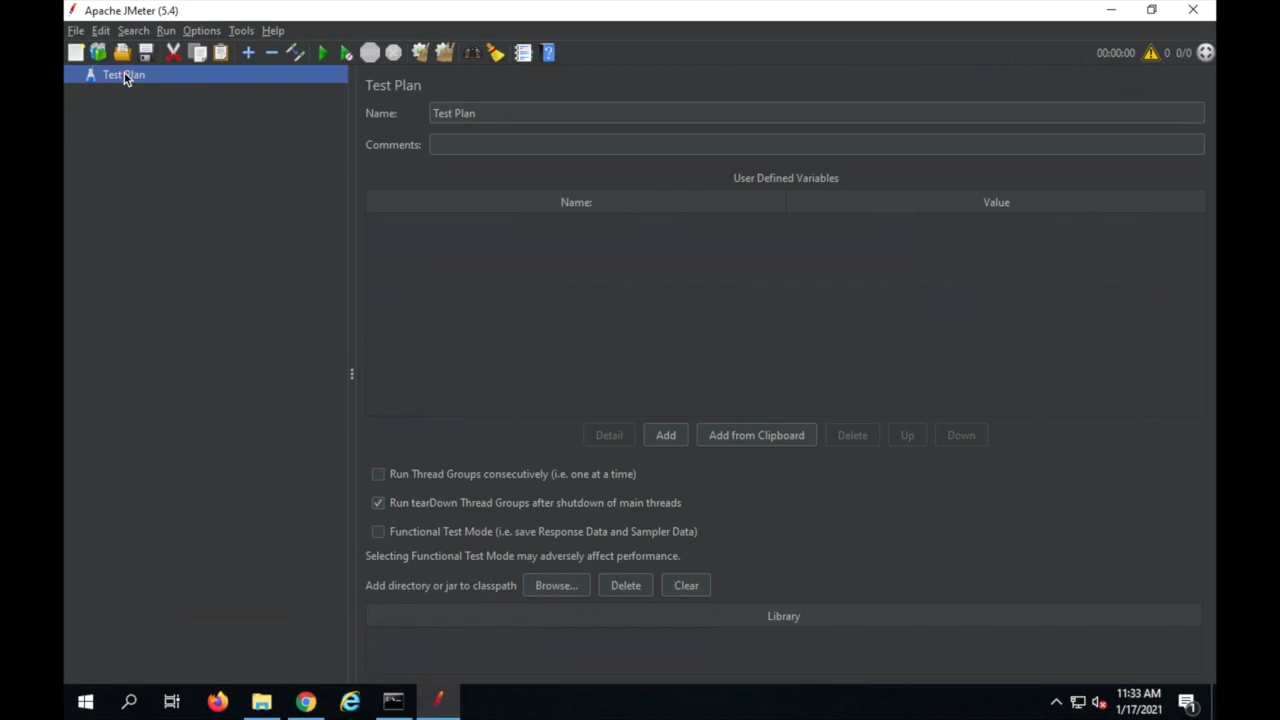 Apache JMeter (5.4)
File Edit Search Run Options Tools Help
00:00:00 0 0/0
Test Plan
Test Plan
Name: Test Plan
Comments:
User Defined Variables
Name: Value
Detail Add Add from Clipboard Delete Up Down
Run Thread Groups consecutively (i.e. one at a time)
Run tearDown Thread Groups after shutdown of main threads
Functional Test Mode (i.e. save Response Data and Sampler Data)
Selecting Functional Test Mode may adversely affect performance.
Add directory or jar to classpath Browse... Delete Clear
Library
11:33 AM
1/17/2021
1